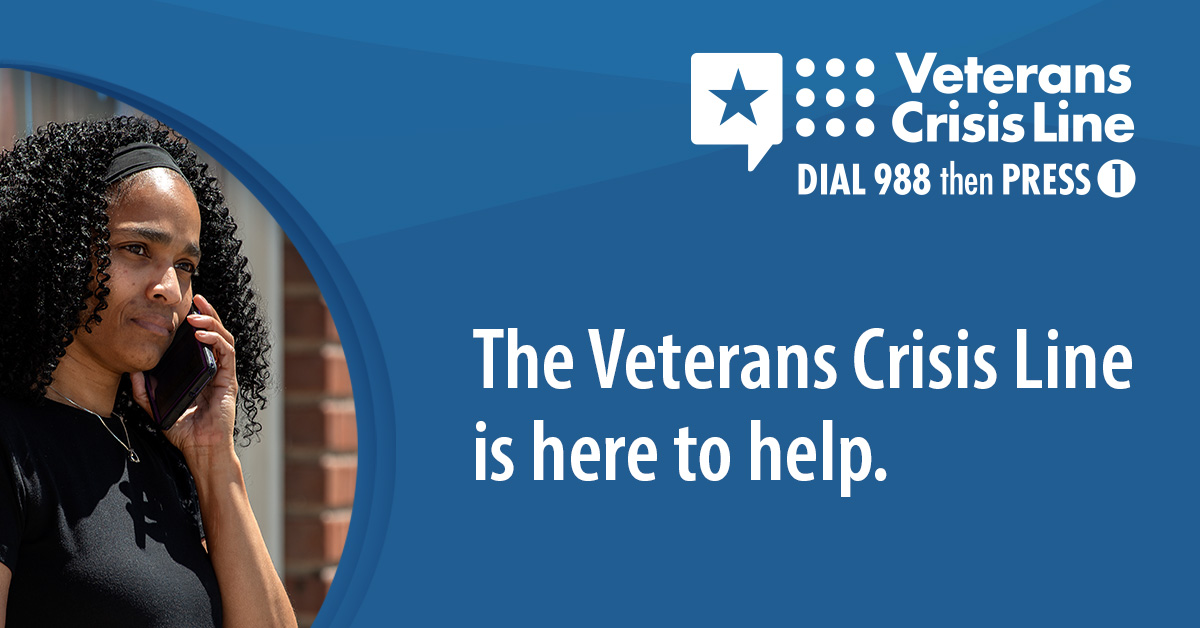 Veterans
Crisis Line
DIAL 988 then PRESS 1
The Veterans Crisis Line
is here to help.